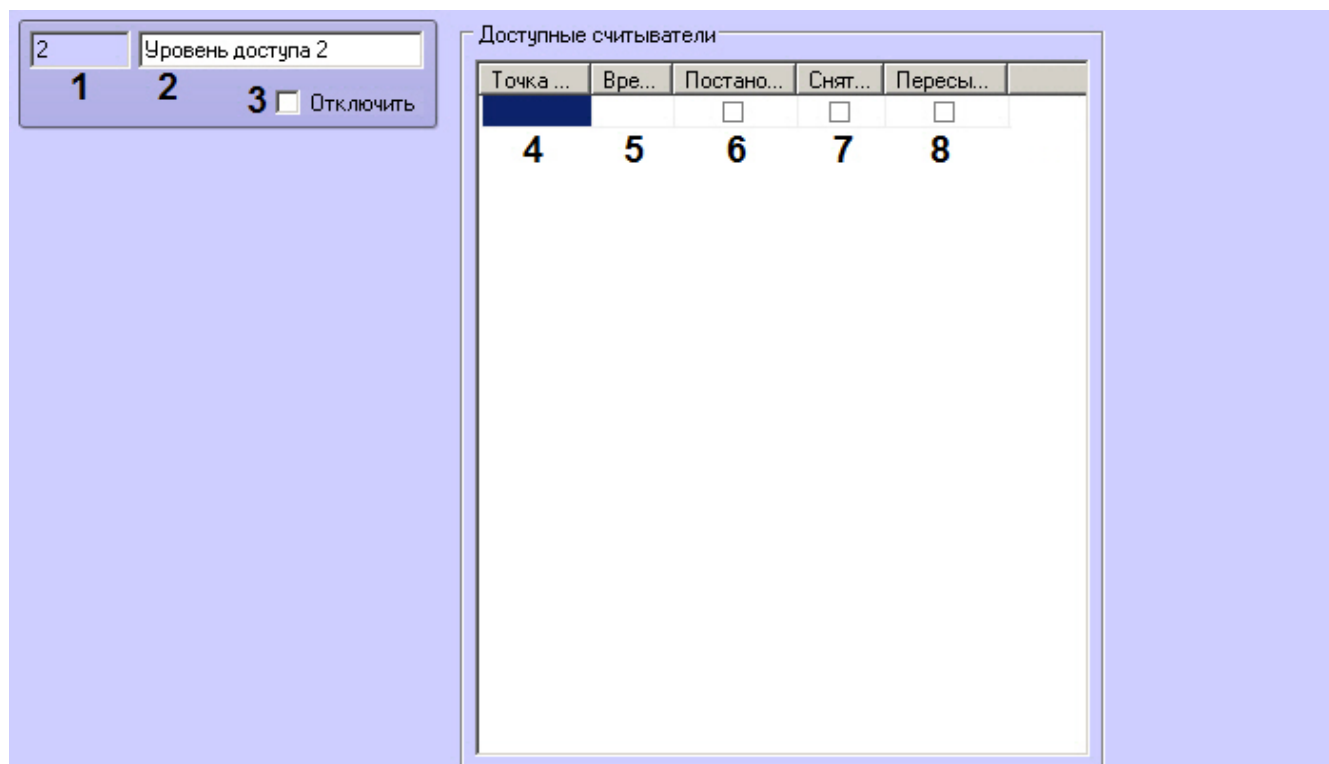 2 Уровень доступа 2
1 2 3 Отключить
Доступные считыватели
Точка ... Вре... Постано... Снят... Пересы...
4 5 6 7 8